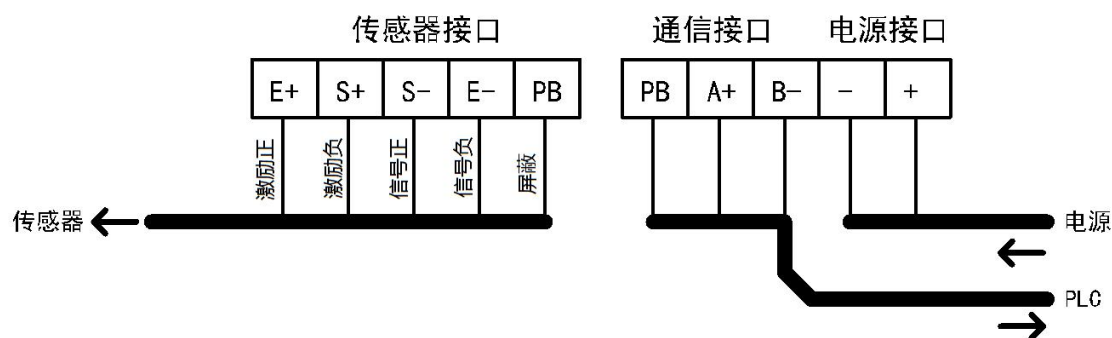 传感器接口 通信接口 电源接口
E+ S+ S- E- PB PB A+ B- - +
激励正 激励负 信号正 信号负 屏蔽
传感器 电源
PLC